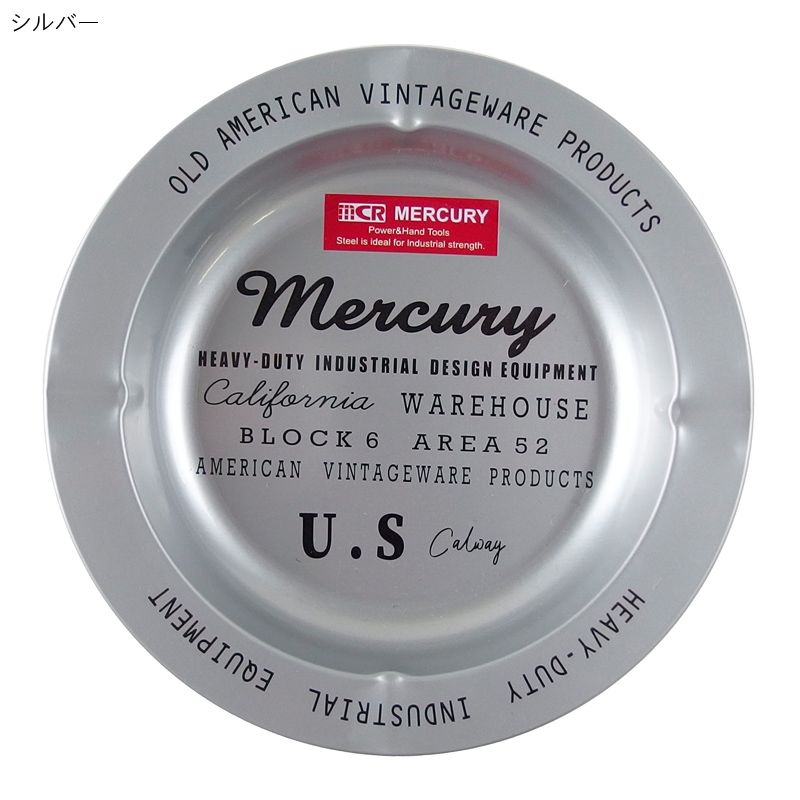 シルバー
OLD AMERICAN VINTAGEWARE PRODUCTS
MCR MERCURY
Power&Hand Tools
Steel is ideal for Industrial strength.
Mercury
HEAVY-DUTY INDUSTRIAL DESIGN EQUIPMENT
California WAREHOUSE
BLOCK 6 AREA 52
AMERICAN VINTAGEWARE PRODUCTS
U.S Calway
HEAVY-DUTY INDUSTRIAL EQUIPMENT